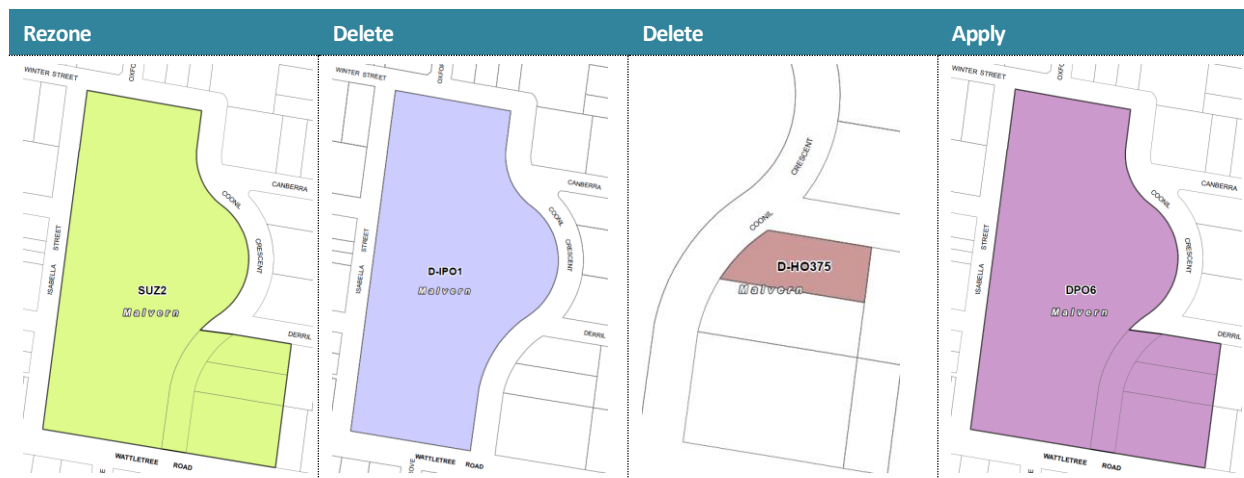 Rezone
Delete
Delete
Apply
WINTER STREET
CANBERRA
COONIL
CRESCENT
ISABELLA
STREET
SUZ2
Malvern
DERRIL
WATTLETREE ROAD
WINTER STREET
CANBERRA
COONIL
CRESCENT
ISABELLA
STREET
D-IPO1
Malvern
DERRIL
WATTLETREE ROAD
CRESCENT
COONIL
D-HO375
Malvern
WINTER STREET
CANBERRA
COONIL
CRESCENT
ISABELLA
STREET
DPO6
Malvern
DERRIL
WATTLETREE ROAD